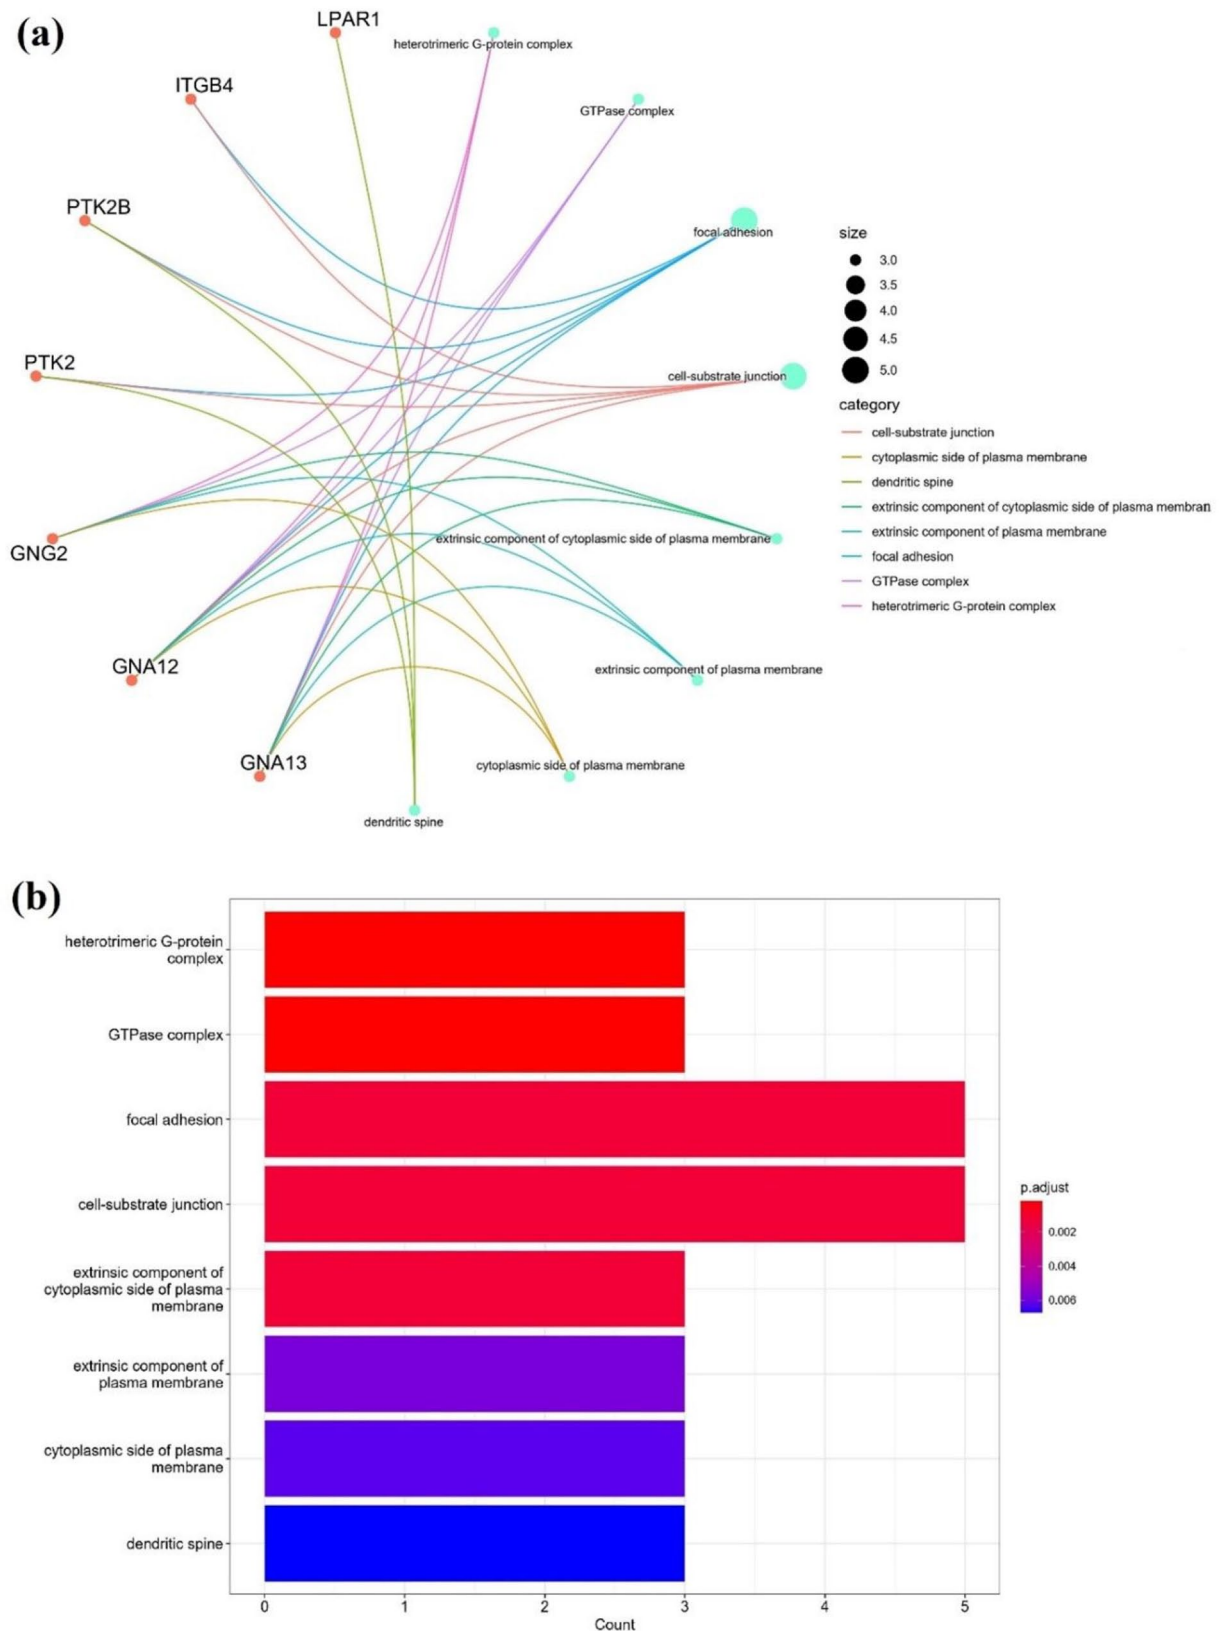 (a)
LPAR1
heterotrimeric G-protein complex
ITGB4
GTPase complex
PTK2B
focal adhesion
PTK2
cell-substrate junction
GNG2
extrinsic component of cytoplasmic side of plasma membrane
GNA12
extrinsic component of plasma membrane
GNA13
cytoplasmic side of plasma membrane
dendritic spine
size
3.0
3.5
4.0
4.5
5.0
category
cell-substrate junction
cytoplasmic side of plasma membrane
dendritic spine
extrinsic component of cytoplasmic side of plasma membran
extrinsic component of plasma membrane
focal adhesion
GTPase complex
heterotrimeric G-protein complex
(b)
heterotrimeric G-protein
complex
GTPase complex
focal adhesion
cell-substrate junction
extrinsic component of
cytoplasmic side of plasma
membrane
extrinsic component of
plasma membrane
cytoplasmic side of plasma
membrane
dendritic spine
0 1 2 3 4 5
Count
p.adjust
0.002
0.004
0.006